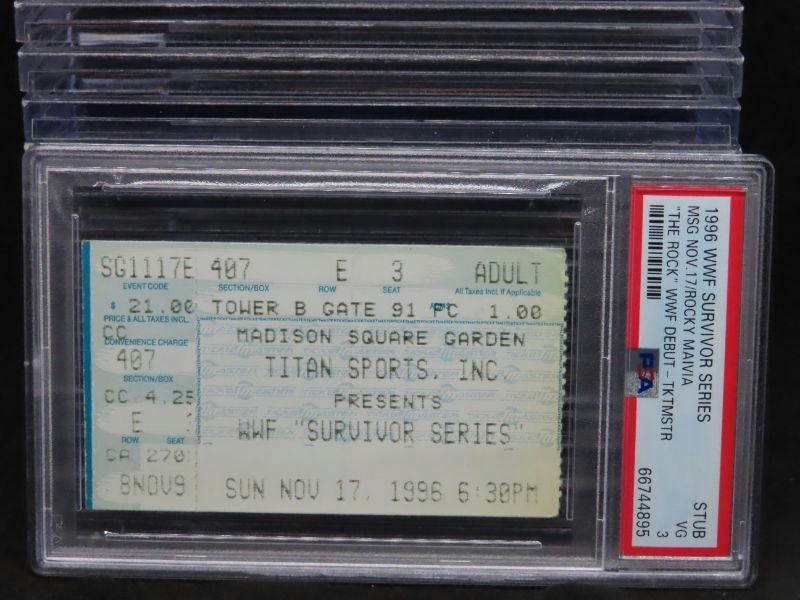 SG1117E 407 E 3 ADULT
EVENT CODE SECTION/BOX ROW SEAT All Taxes Incl. If Applicable
$ 21.00 TOWER B GATE 91 FC 1.00
PRICE & ALL TAXES INCL.
CC MADISON SQUARE GARDEN
CONVENIENCE CHARGE
407 TITAN SPORTS, INC
SECTION/BOX
CC 4.25 PRESENTS
E WWF "SURVIVOR SERIES"
ROW SEAT
CA 270
8NOV9 SUN NOV 17, 1996 6:30PM
1996 WWF SURVIVOR SERIES
MSG NOV.17/ROCKY MAIVIA
"THE ROCK" WWF DEBUT - TKTMSTR
PSA
STUB
VG
3
66744895